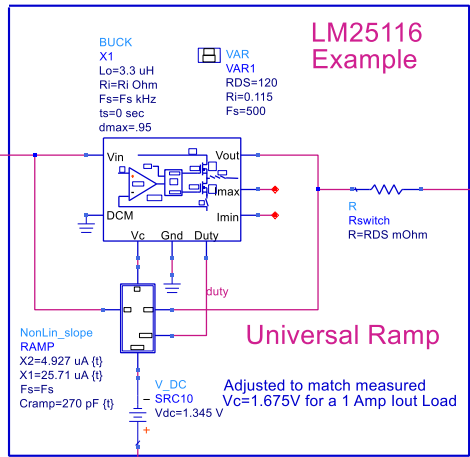 LM25116
Example
BUCK
X1
Lo=3.3 uH
Ri=Ri Ohm
Fs=Fs kHz
ts=0 sec
dmax=.95
VAR
VAR1
RDS=120
Ri=0.115
Fs=500
Vin
Vout
Imax
Imin
DCM
Vc
Gnd
Duty
R
Rswitch
R=RDS mOhm
duty
NonLin_slope
RAMP
X2=4.927 uA {t}
X1=25.71 uA {t}
Fs=Fs
Cramp=270 pF {t}
Universal Ramp
V_DC
SRC10
Vdc=1.345 V
Adjusted to match measured
Vc=1.675V for a 1 Amp Iout Load